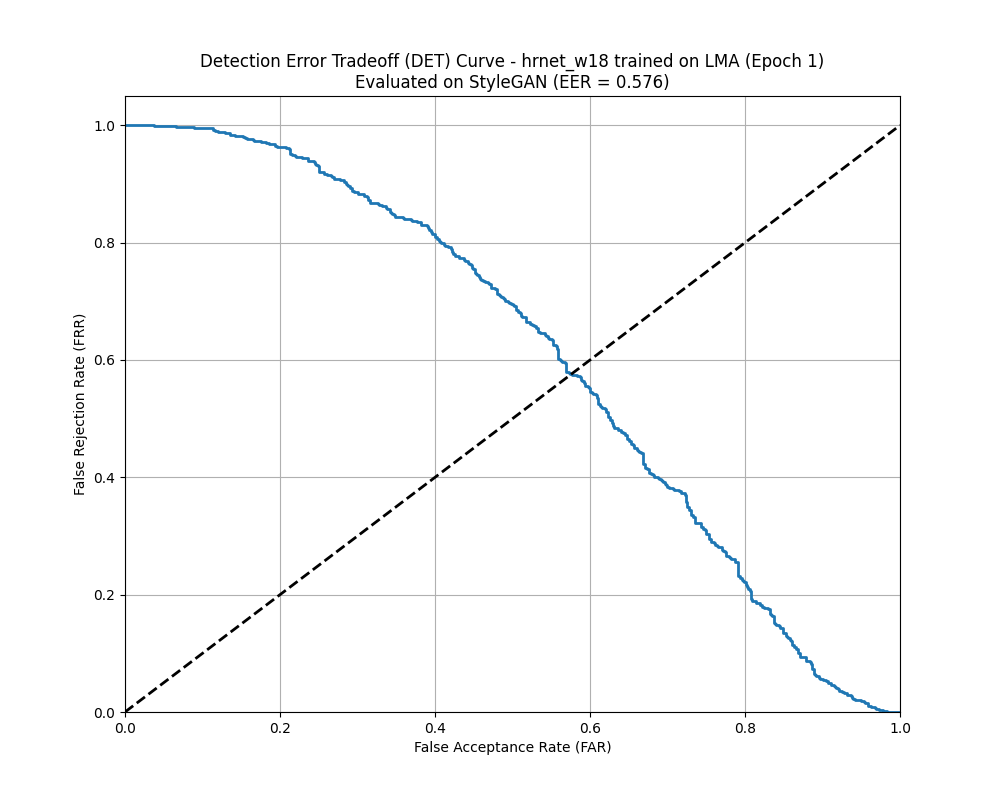 Detection Error Tradeoff (DET) Curve - hrnet_w18 trained on LMA (Epoch 1)
Evaluated on StyleGAN (EER = 0.576)
1.0
0.8
0.6
0.4
0.2
0.0
False Rejection Rate (FRR)
0.0 0.2 0.4 0.6 0.8 1.0
False Acceptance Rate (FAR)